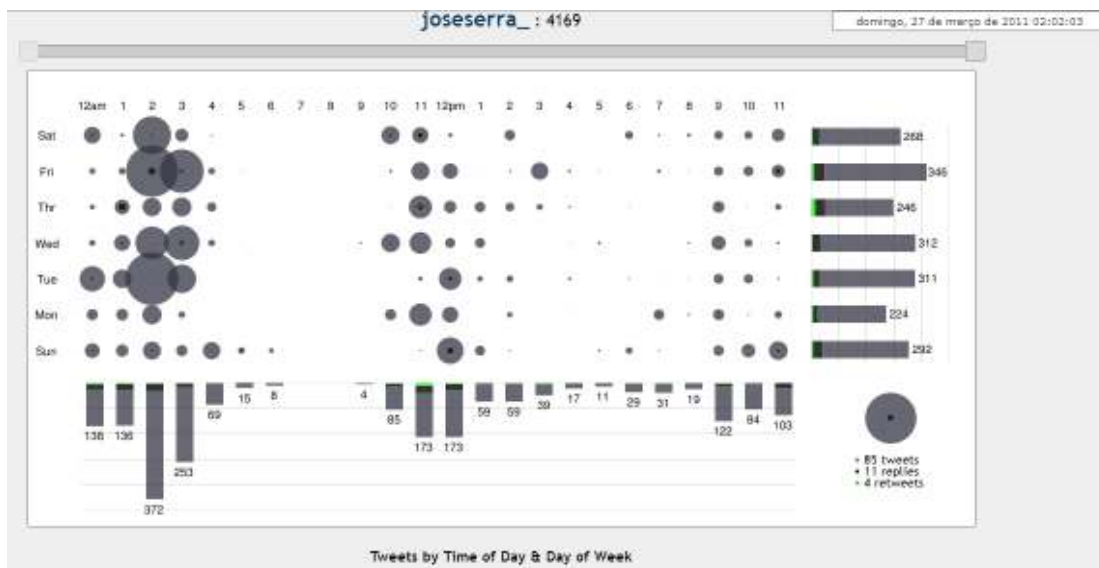 joseserra_ : 4169
domingo, 27 de março de 2011 02:02:03
12am 1 2 3 4 5 6 7 8 9 10 11 12pm 1 2 3 4 5 6 7 8 9 10 11
Sat 268
Fri 346
Thr 246
Wed 312
Tue 311
Mon 224
Sun 292
138 136 372 253 69 15 8 4 85 173 173 59 59 39 17 11 29 31 19 122 84 103
85 tweets
11 replies
4 retweets
Tweets by Time of Day & Day of Week